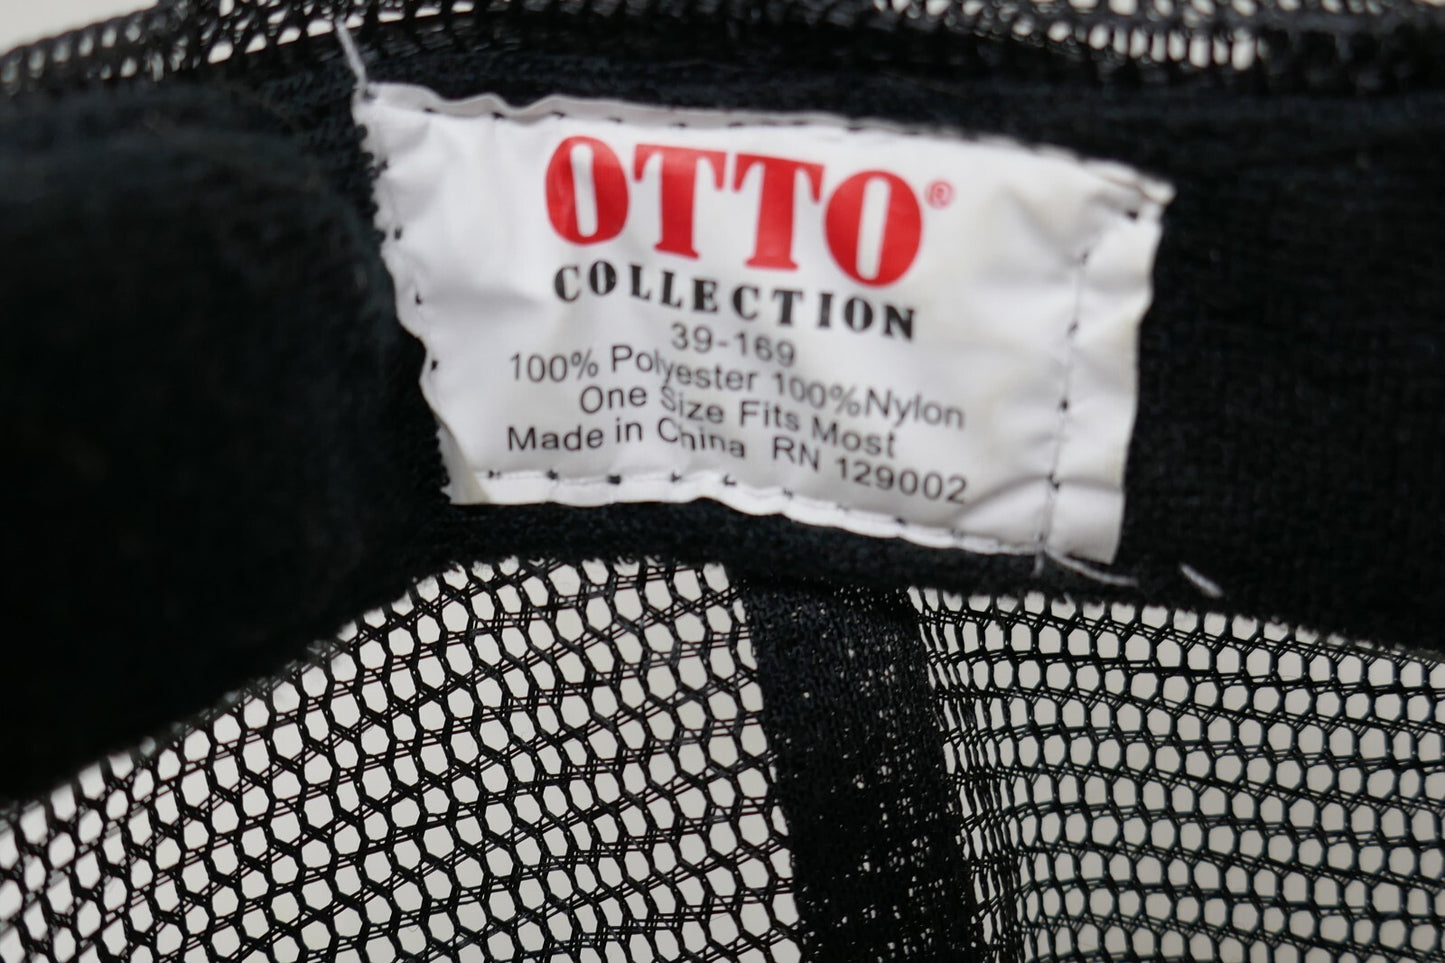 OTTO®
COLLECTION
39-169
100% Polyester 100%Nylon
One Size Fits Most
Made in China RN 129002